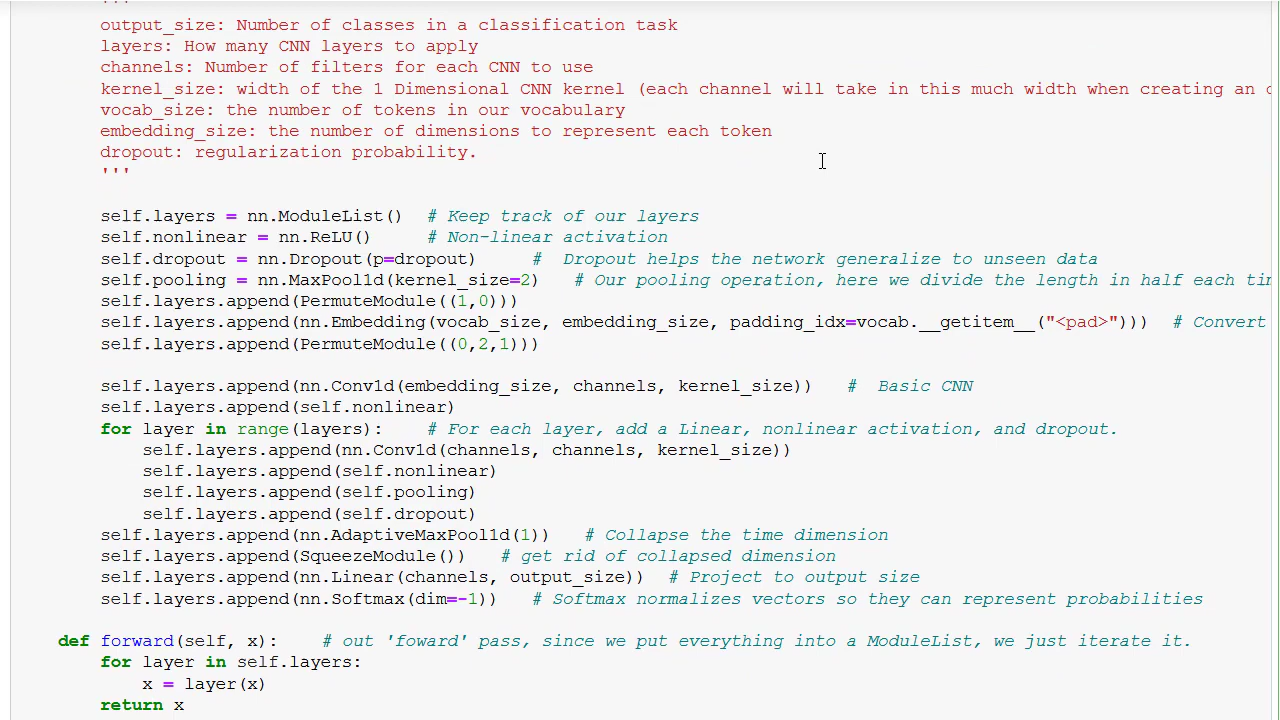 '''
output_size: Number of classes in a classification task
layers: How many CNN layers to apply
channels: Number of filters for each CNN to use
kernel_size: width of the 1 Dimensional CNN kernel (each channel will take in this much width when creating an
vocab_size: the number of tokens in our vocabulary
embedding_size: the number of dimensions to represent each token
dropout: regularization probability.
'''
self.layers = nn.ModuleList()  # Keep track of our layers
self.nonlinear = nn.ReLU()     # Non-linear activation
self.dropout = nn.Dropout(p=dropout)     #  Dropout helps the network generalize to unseen data
self.pooling = nn.MaxPool1d(kernel_size=2)   # Our pooling operation, here we divide the length in half each
self.layers.append(PermuteModule((1,0)))
self.layers.append(nn.Embedding(vocab_size, embedding_size, padding_idx=vocab.__getitem__("<pad>")))  # Convert
self.layers.append(PermuteModule((0,2,1)))
self.layers.append(nn.Conv1d(embedding_size, channels, kernel_size))   #  Basic CNN
self.layers.append(self.nonlinear)
for layer in range(layers):    # For each layer, add a Linear, nonlinear activation, and dropout.
    self.layers.append(nn.Conv1d(channels, channels, kernel_size))
    self.layers.append(self.nonlinear)
    self.layers.append(self.pooling)
    self.layers.append(self.dropout)
self.layers.append(nn.AdaptiveMaxPool1d(1))   # Collapse the time dimension
self.layers.append(SqueezeModule())   # get rid of collapsed dimension
self.layers.append(nn.Linear(channels, output_size))  # Project to output size
self.layers.append(nn.Softmax(dim=-1))   # Softmax normalizes vectors so they can represent probabilities
def forward(self, x):    # out 'foward' pass, since we put everything into a ModuleList, we just iterate it.
    for layer in self.layers:
        x = layer(x)
    return x